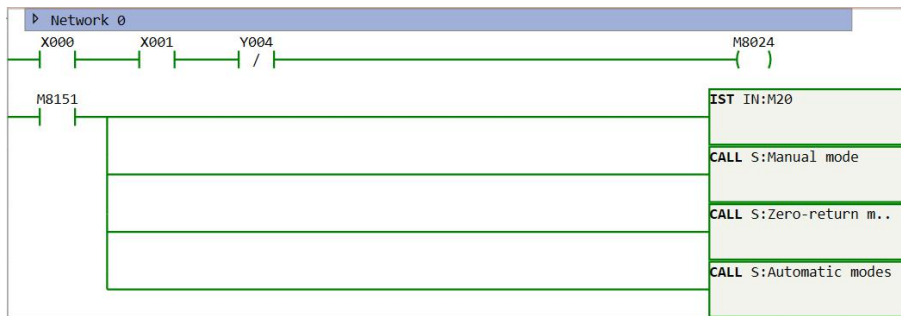 Network 0
X000 X001 Y004 M8024
M8151
IST IN:M20
CALL S:Manual mode
CALL S:Zero-return m..
CALL S:Automatic modes